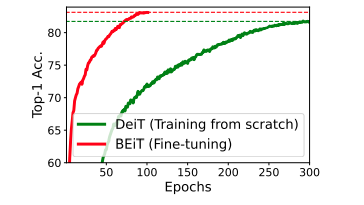 Top-1 Acc.
80
75
70
65
60
DeiT (Training from scratch)
BEiT (Fine-tuning)
50 100 150 200 250 300
Epochs